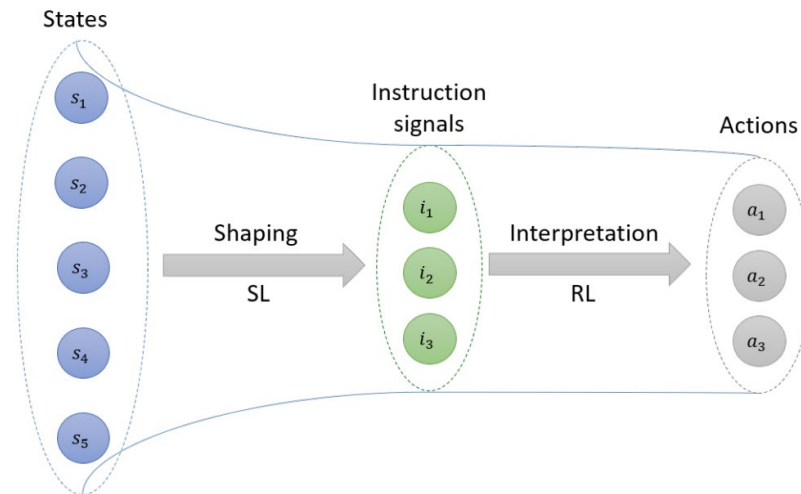 States
s₁
s₂
s₃
s₄
s₅
Shaping
SL
Instruction
signals
i₁
i₂
i₃
Interpretation
RL
Actions
a₁
a₂
a₃